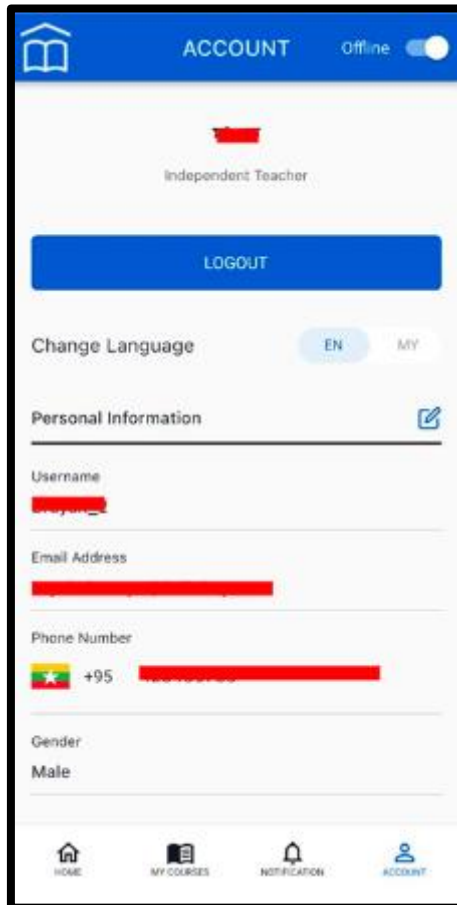 ACCOUNT Offline
Independent Teacher
LOGOUT
Change Language EN MY
Personal Information
Username
Email Address
Phone Number
+95
Gender
Male
HOME MY COURSES NOTIFICATION ACCOUNT